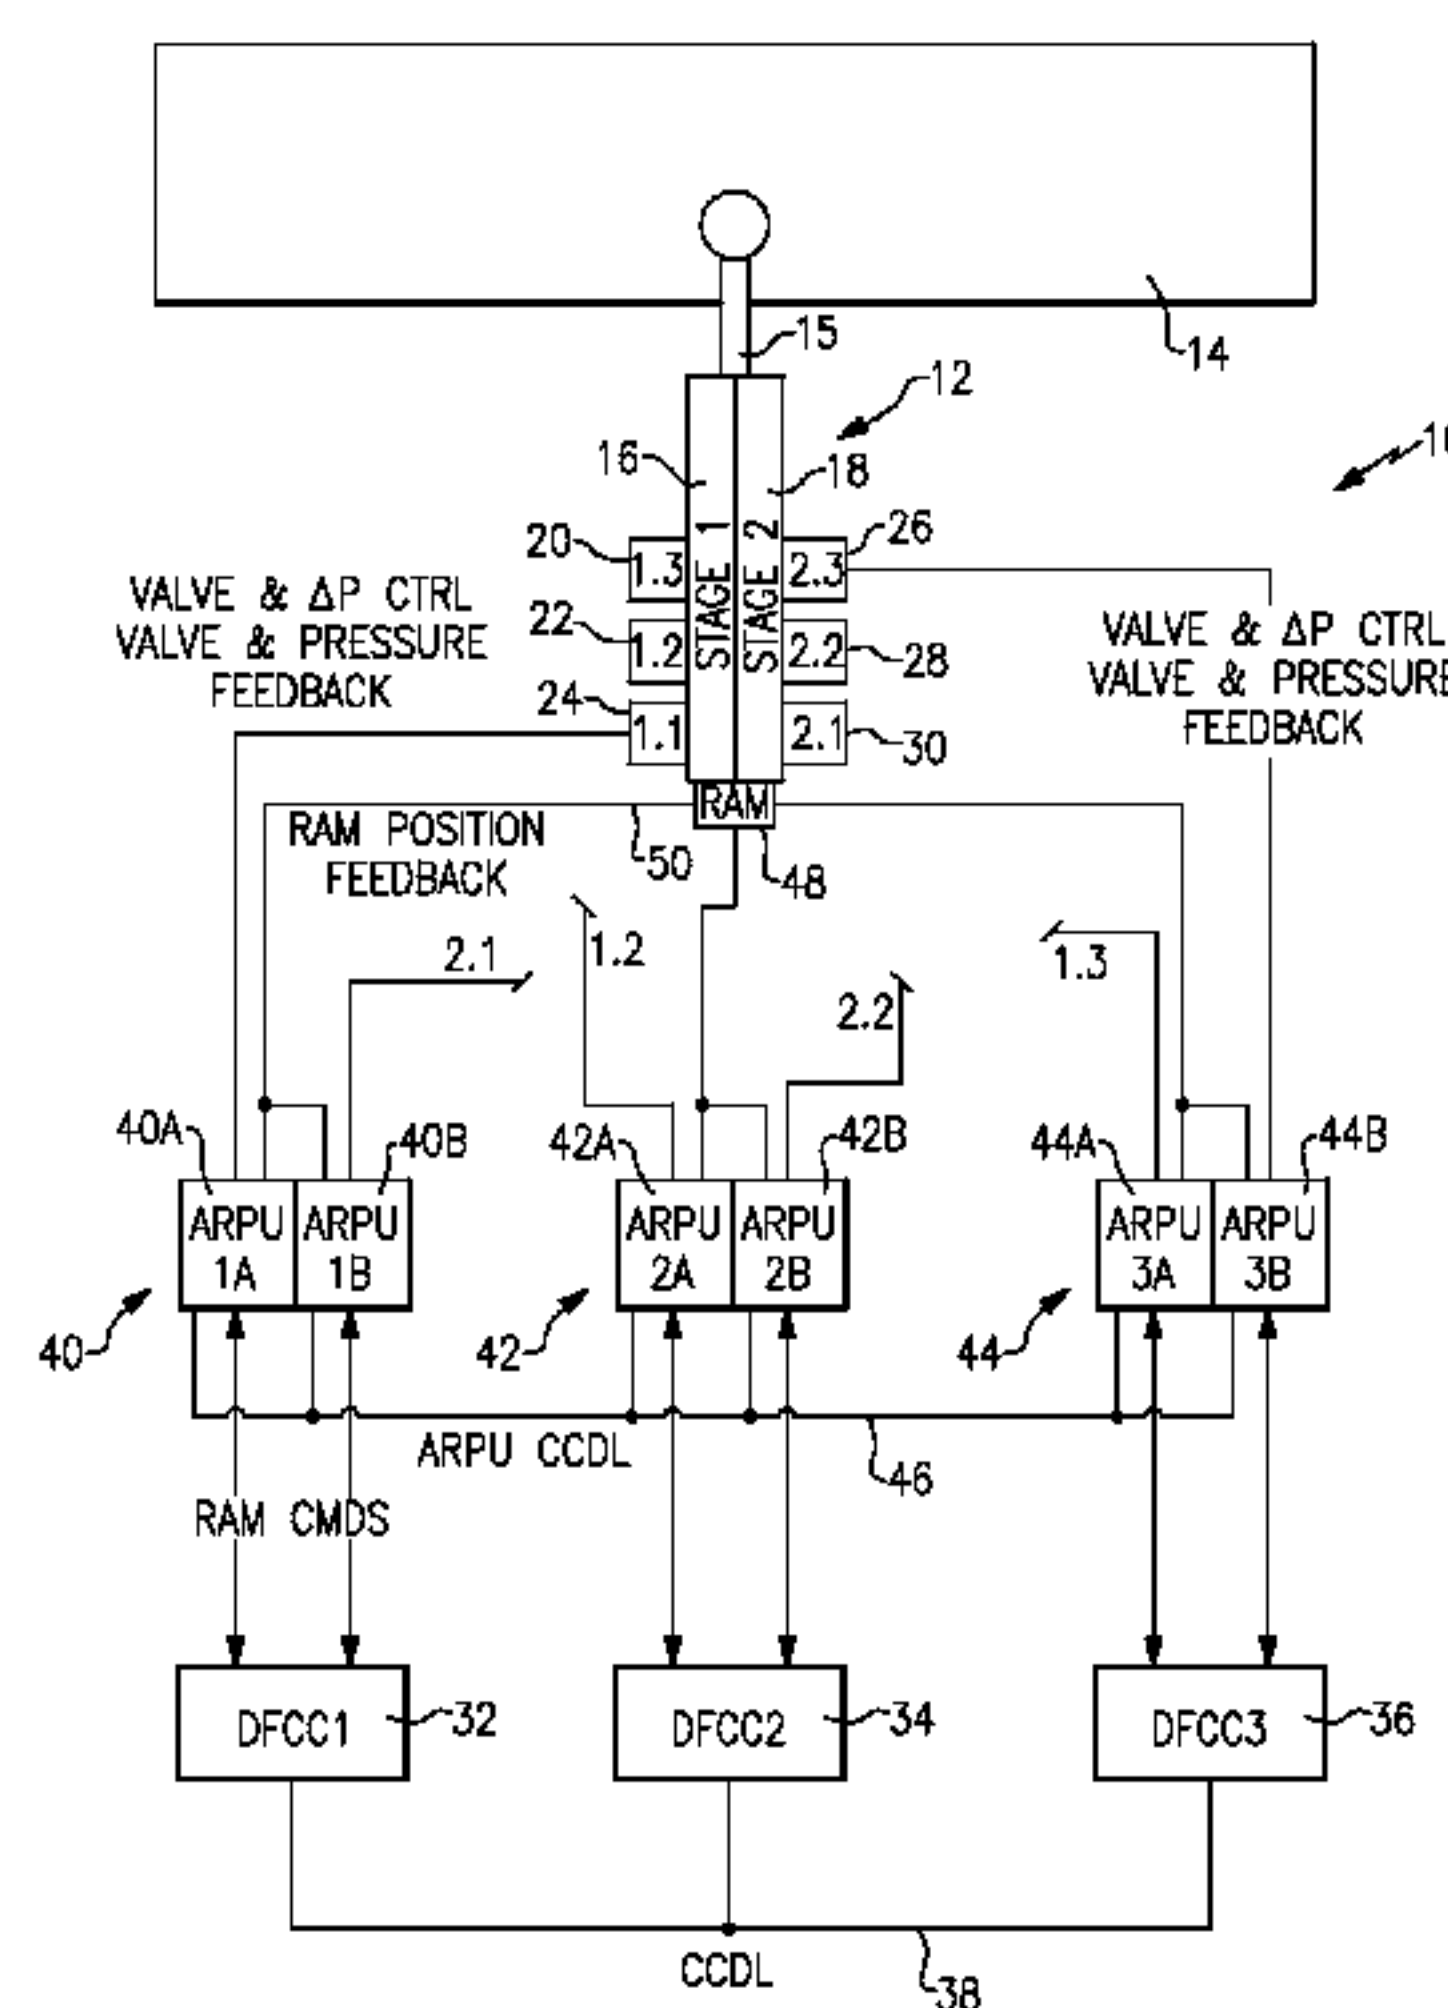 15
14
12
16
18
20
1.3
STAGE 1
STAGE 2
2.3
26
VALVE & ΔP CTRL
VALVE & PRESSURE
FEEDBACK
22
1.2
2.2
28
VALVE & ΔP CTRL
VALVE & PRESSURE
FEEDBACK
24
1.1
2.1
30
RAM
RAM POSITION
FEEDBACK
50
48
2.1
1.2
2.2
1.3
40A
40B
42A
42B
44A
44B
ARPU
1A
ARPU
1B
ARPU
2A
ARPU
2B
ARPU
3A
ARPU
3B
40
42
44
ARPU CCDL
46
RAM CMDS
DFCC1
32
DFCC2
34
DFCC3
36
CCDL
38